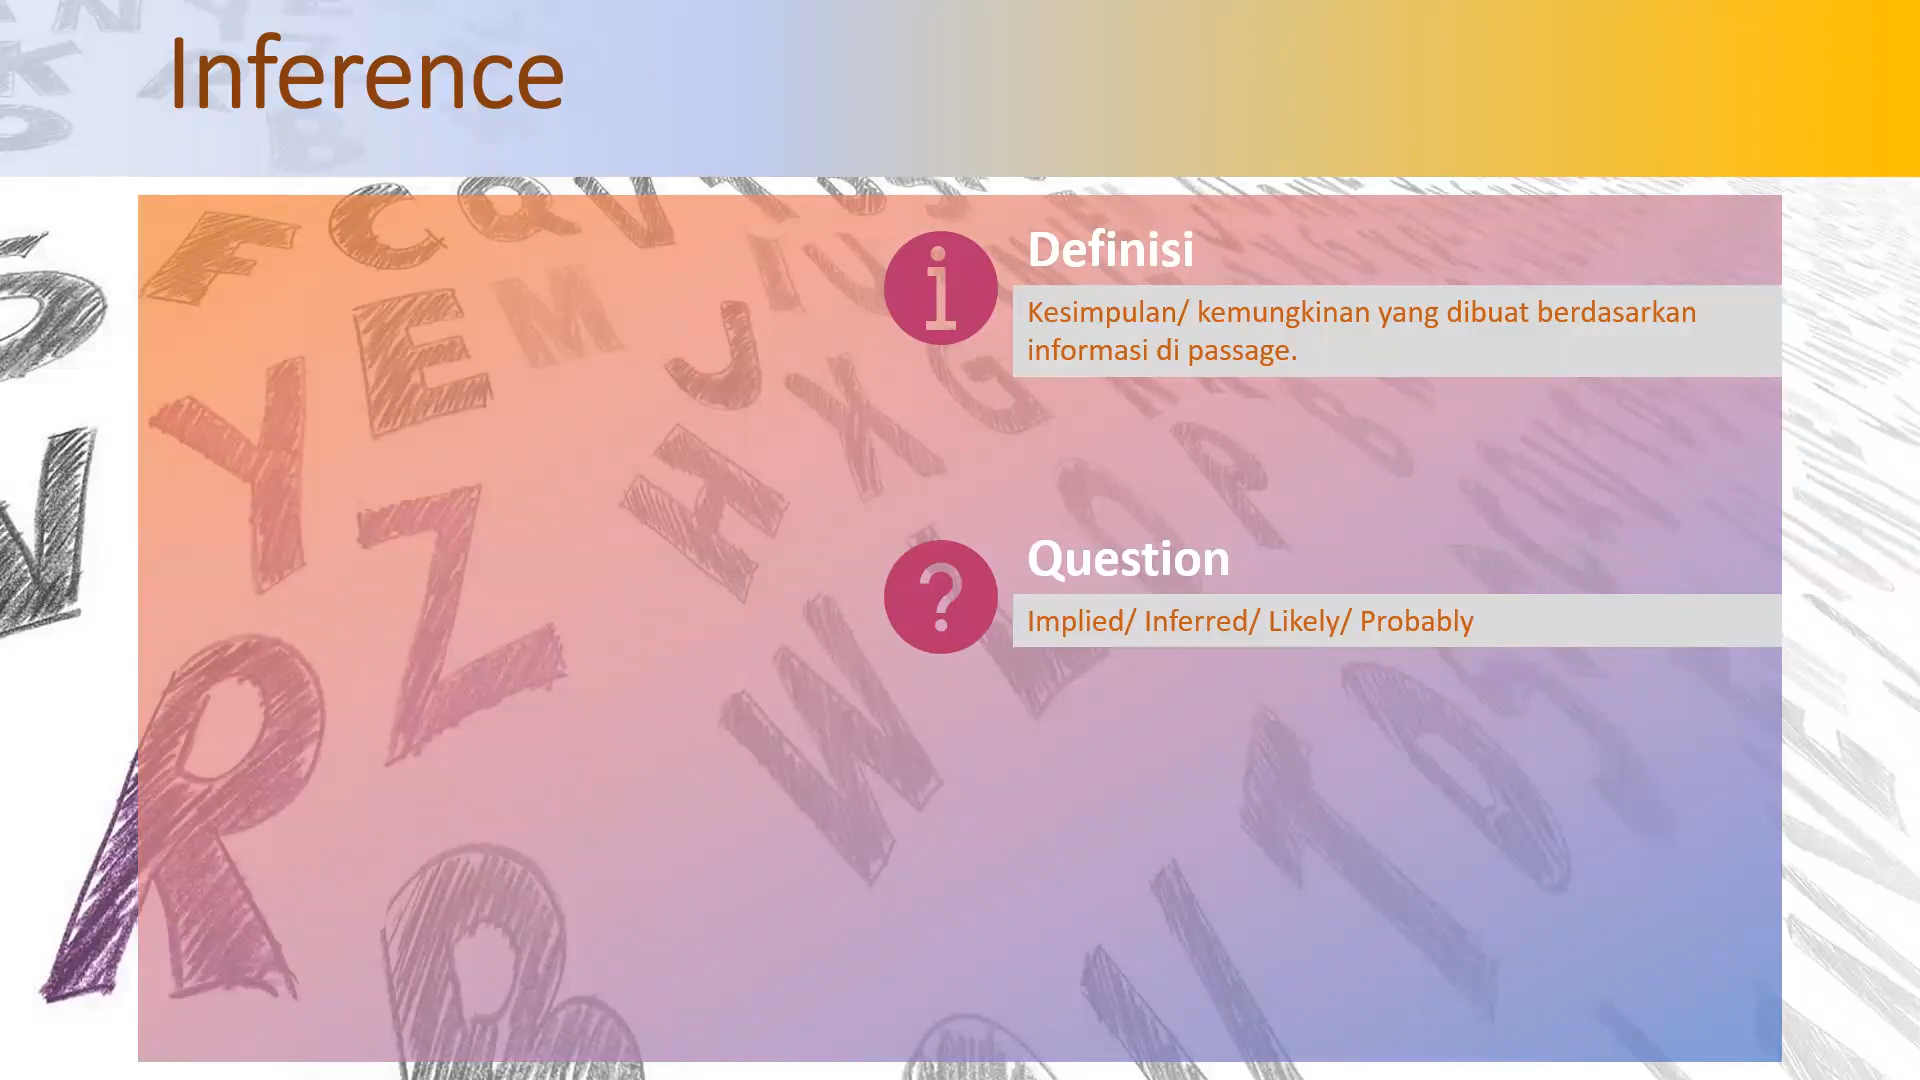 Inference
Definisi
Kesimpulan/ kemungkinan yang dibuat berdasarkan
informasi di passage.
Question
Implied/ Inferred/ Likely/ Probably